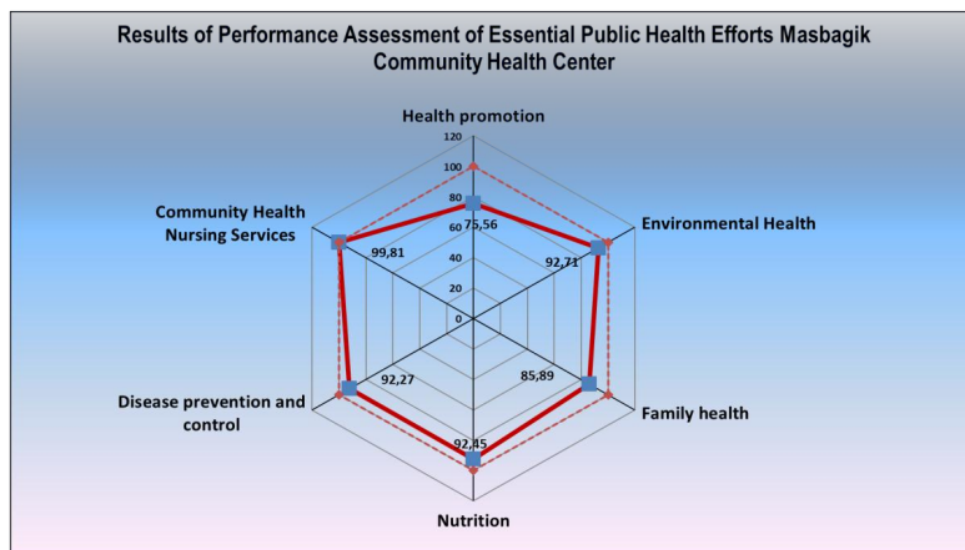 Results of Performance Assessment of Essential Public Health Efforts Masbagik
Community Health Center
Health promotion
120
100
80
60
40
20
0
75,56
Environmental Health
92,71
Family health
85,89
Nutrition
92,45
Disease prevention and
control
92,27
Community Health
Nursing Services
99,81